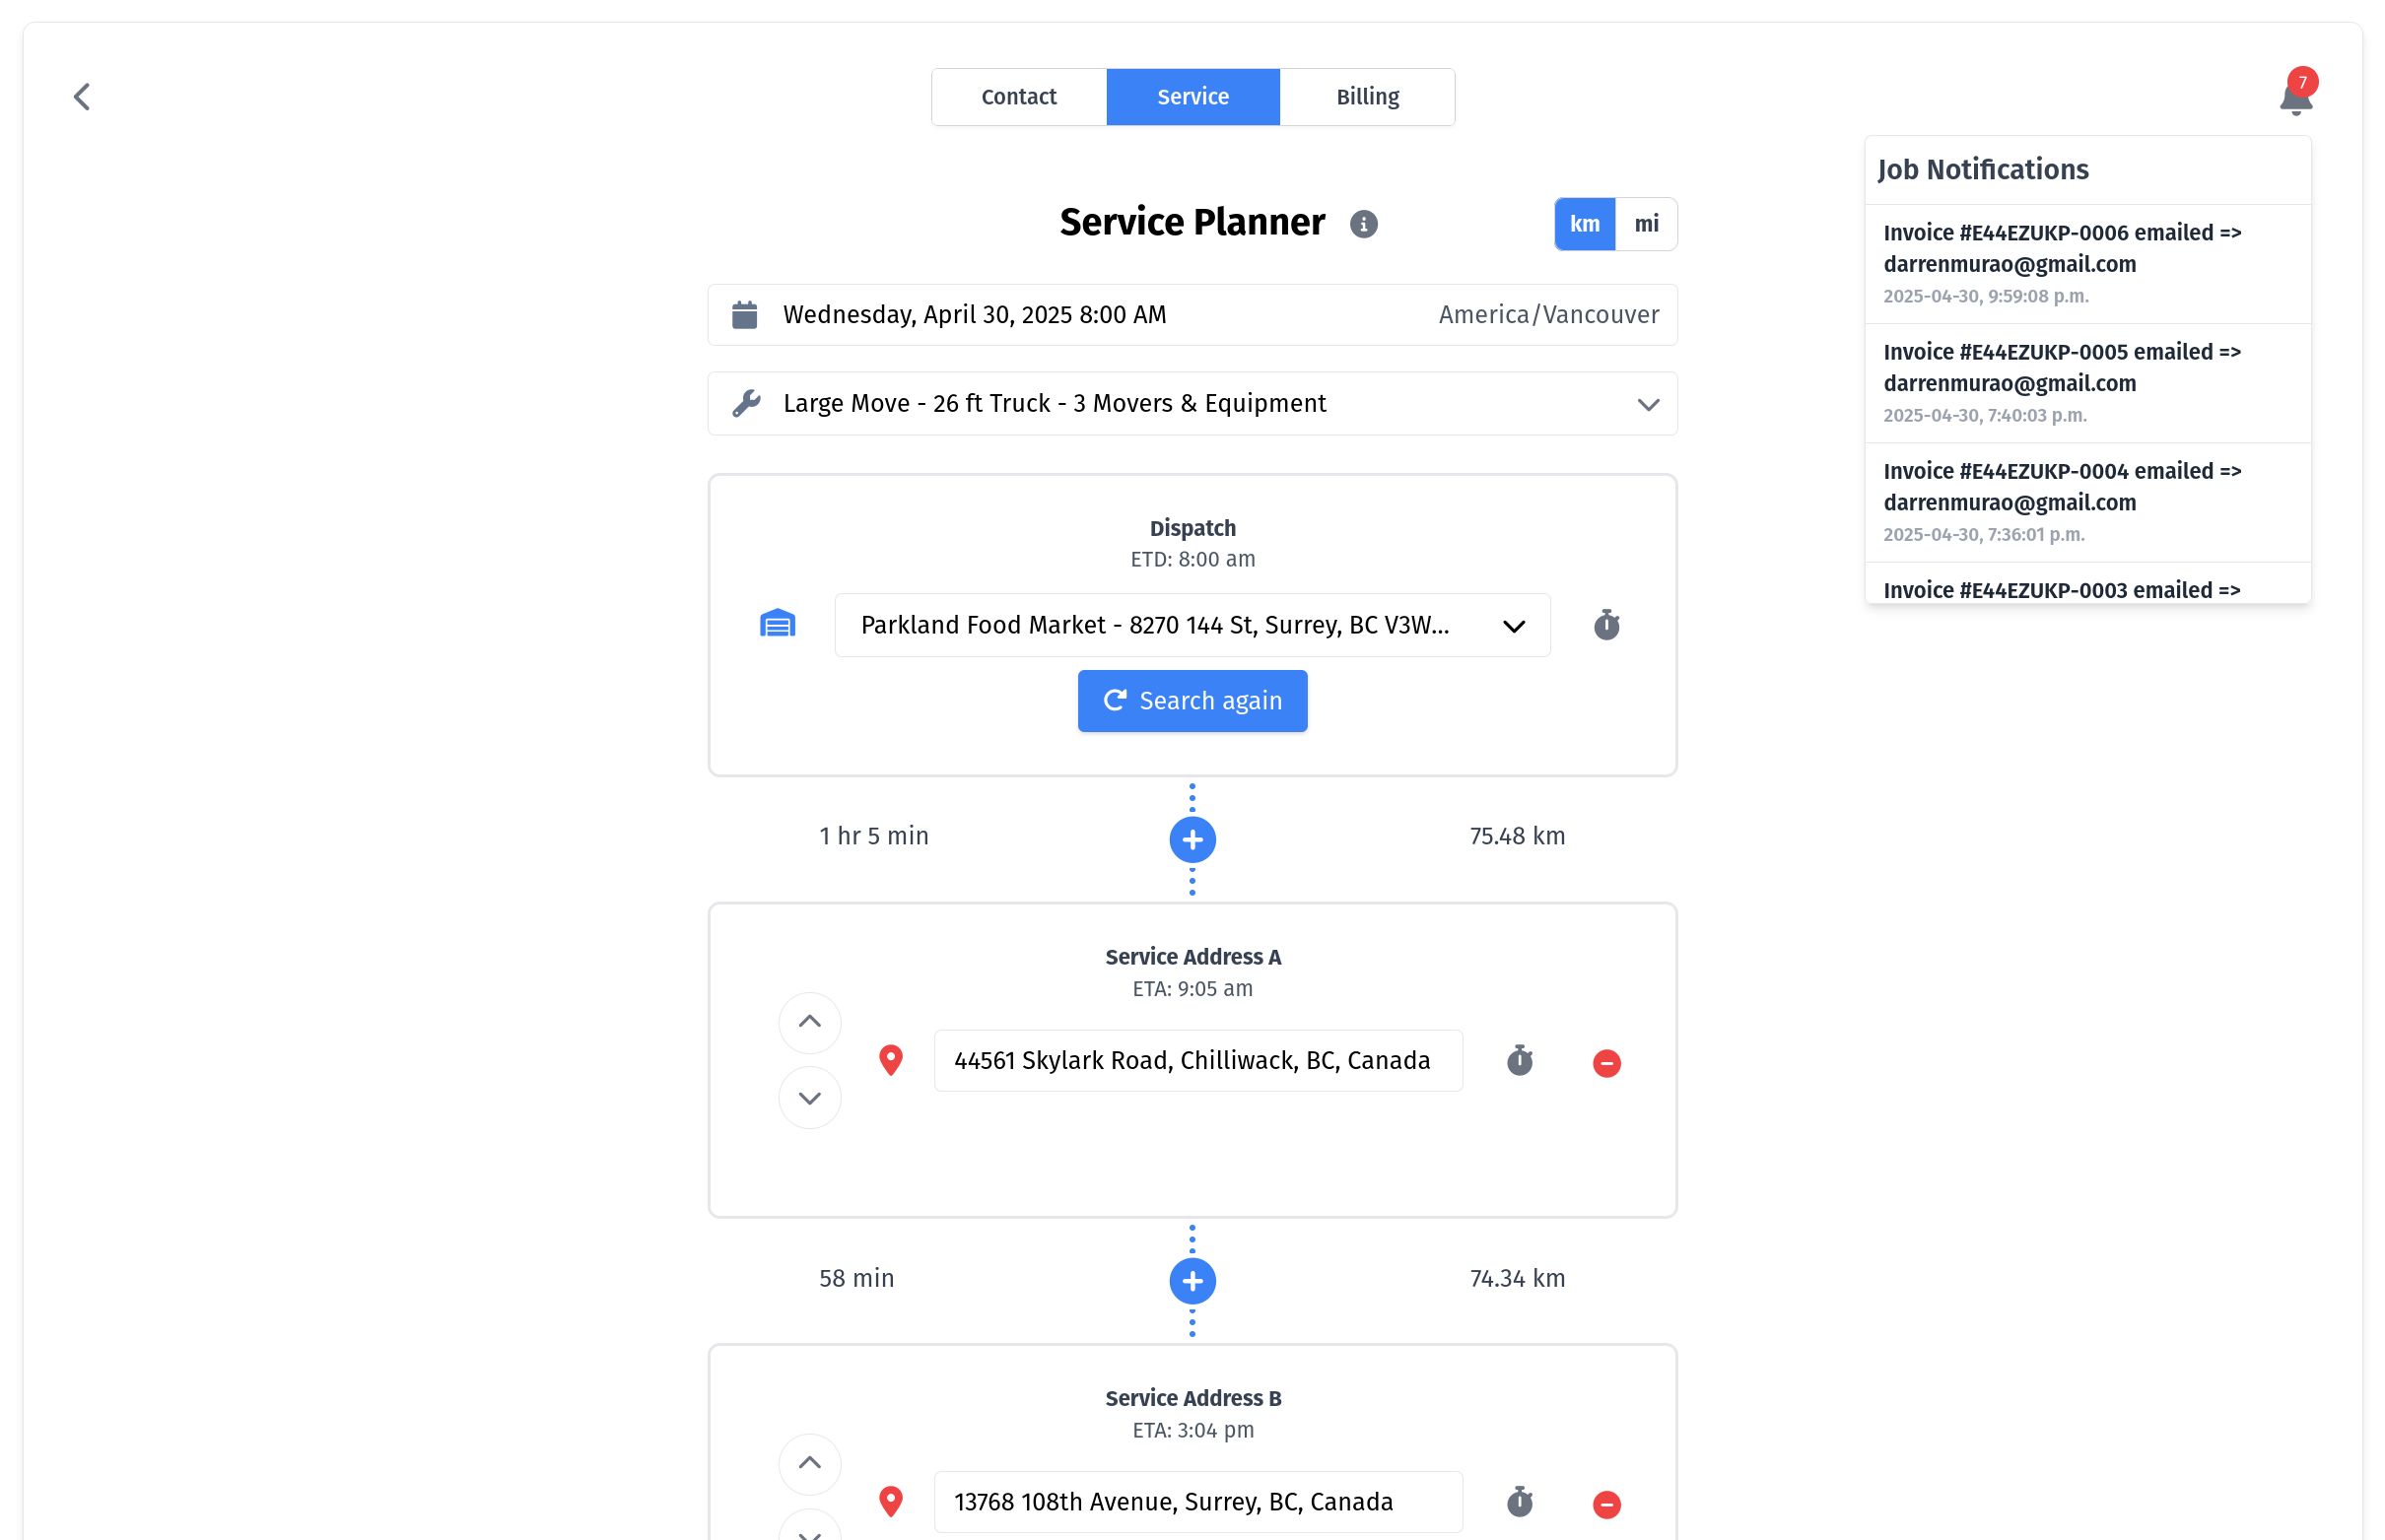 Contact
Service
Billing
7
Job Notifications
Invoice #E44EZUKP-0006 emailed =>
darrenmurao@gmail.com
2025-04-30, 9:59:08 p.m.
Invoice #E44EZUKP-0005 emailed =>
darrenmurao@gmail.com
2025-04-30, 7:40:03 p.m.
Invoice #E44EZUKP-0004 emailed =>
darrenmurao@gmail.com
2025-04-30, 7:36:01 p.m.
Invoice #E44EZUKP-0003 emailed =>
Service Planner
km
mi
Wednesday, April 30, 2025 8:00 AM
America/Vancouver
Large Move - 26 ft Truck - 3 Movers & Equipment
Dispatch
ETD: 8:00 am
Parkland Food Market - 8270 144 St, Surrey, BC V3W...
Search again
1 hr 5 min
75.48 km
Service Address A
ETA: 9:05 am
44561 Skylark Road, Chilliwack, BC, Canada
58 min
74.34 km
Service Address B
ETA: 3:04 pm
13768 108th Avenue, Surrey, BC, Canada